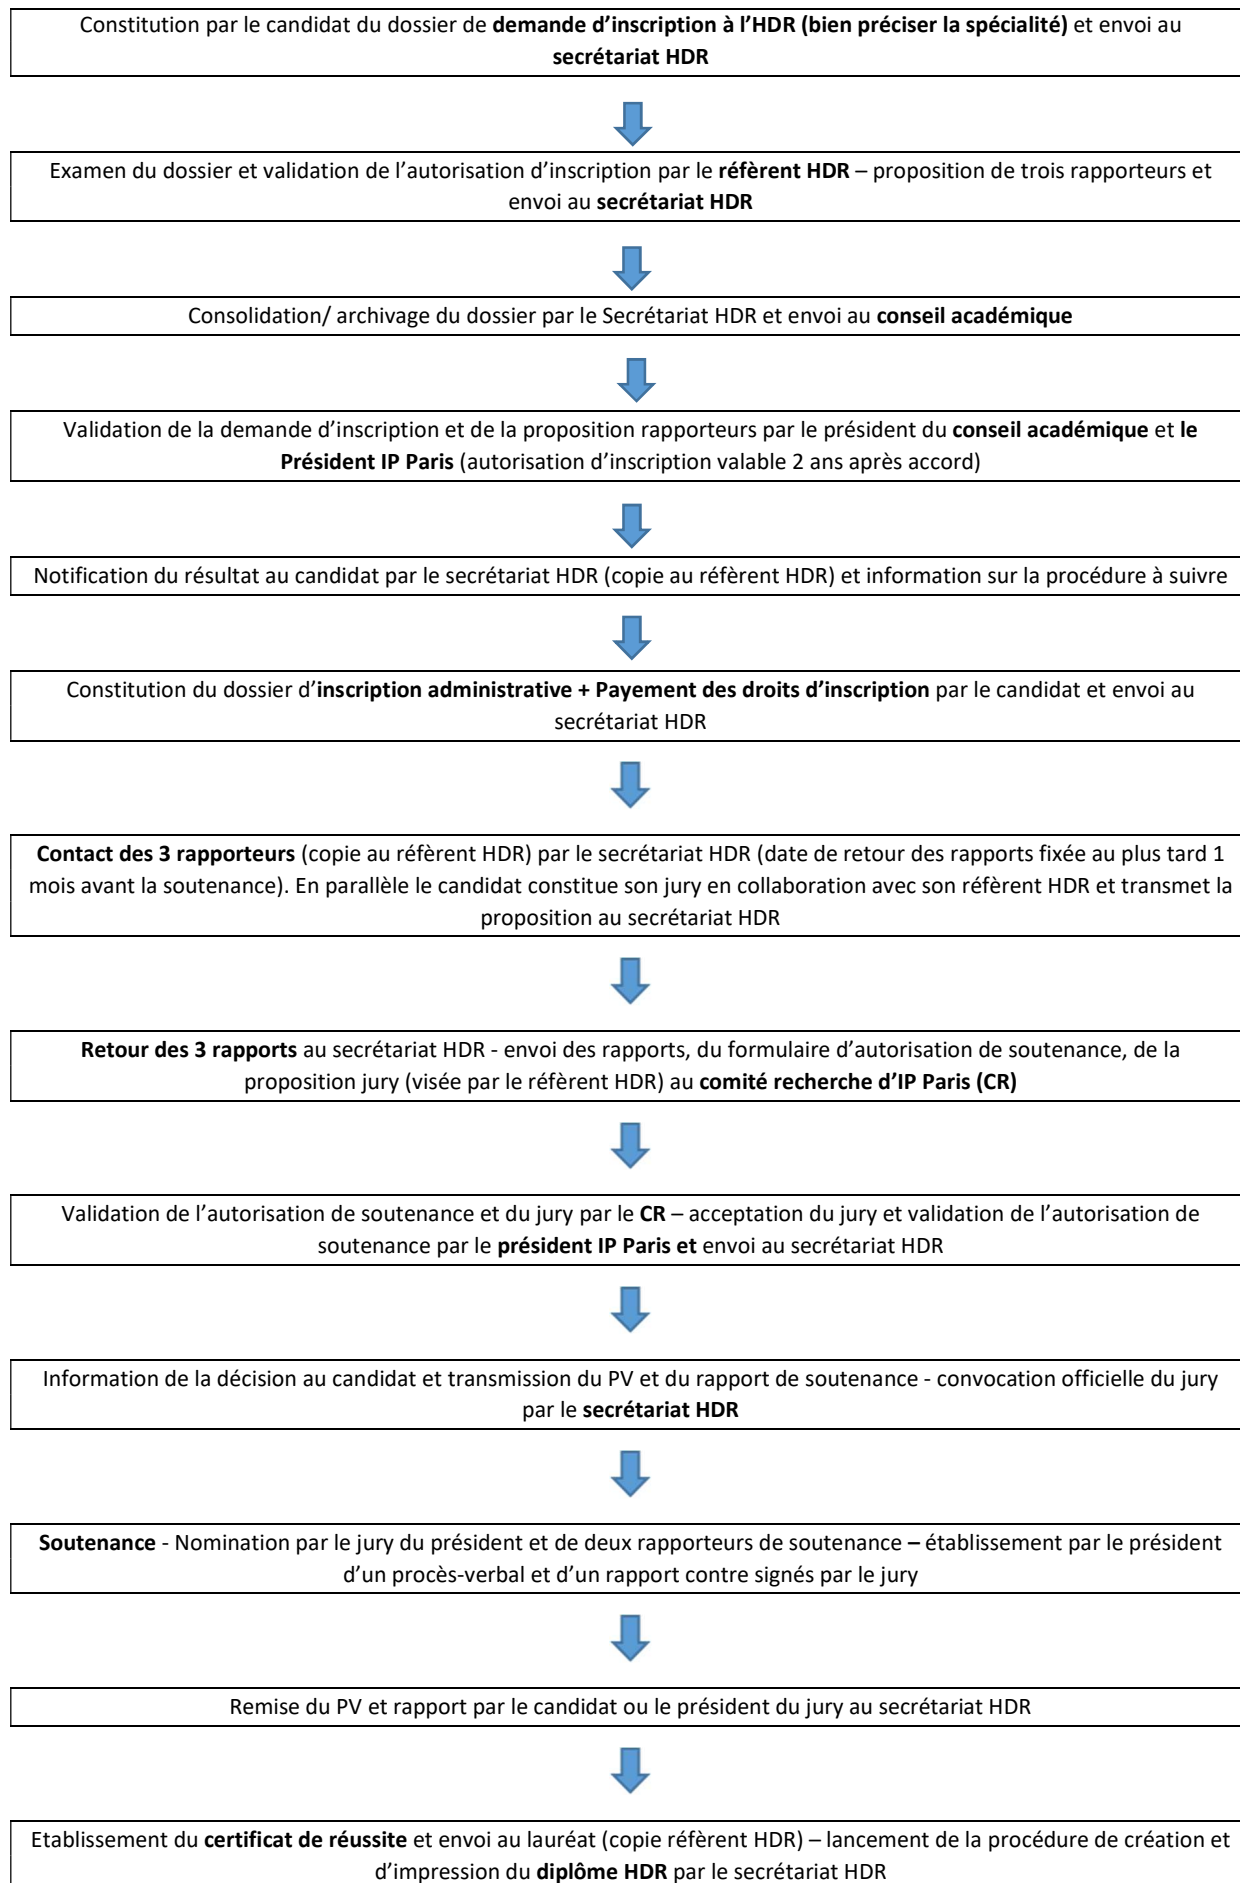 Constitution par le candidat du dossier de demande d’inscription à l’HDR (bien préciser la spécialité) et envoi au
secrétariat HDR
Examen du dossier et validation de l’autorisation d’inscription par le réfèrent HDR – proposition de trois rapporteurs et
envoi au secrétariat HDR
Consolidation/ archivage du dossier par le Secrétariat HDR et envoi au conseil académique
Validation de la demande d’inscription et de la proposition rapporteurs par le président du conseil académique et le
Président IP Paris (autorisation d’inscription valable 2 ans après accord)
Notification du résultat au candidat par le secrétariat HDR (copie au réfèrent HDR) et information sur la procédure à suivre
Constitution du dossier d’inscription administrative + Payement des droits d’inscription par le candidat et envoi au
secrétariat HDR
Contact des 3 rapporteurs (copie au réfèrent HDR) par le secrétariat HDR (date de retour des rapports fixée au plus tard 1
mois avant la soutenance). En parallèle le candidat constitue son jury en collaboration avec son réfèrent HDR et transmet la
proposition au secrétariat HDR
Retour des 3 rapports au secrétariat HDR - envoi des rapports, du formulaire d’autorisation de soutenance, de la
proposition jury (visée par le réfèrent HDR) au comité recherche d’IP Paris (CR)
Validation de l’autorisation de soutenance et du jury par le CR – acceptation du jury et validation de l’autorisation de
soutenance par le président IP Paris et envoi au secrétariat HDR
Information de la décision au candidat et transmission du PV et du rapport de soutenance - convocation officielle du jury
par le secrétariat HDR
Soutenance - Nomination par le jury du président et de deux rapporteurs de soutenance – établissement par le président
d’un procès-verbal et d’un rapport contre signés par le jury
Remise du PV et rapport par le candidat ou le président du jury au secrétariat HDR
Etablissement du certificat de réussite et envoi au lauréat (copie réfèrent HDR) – lancement de la procédure de création et
d’impression du diplôme HDR par le secrétariat HDR